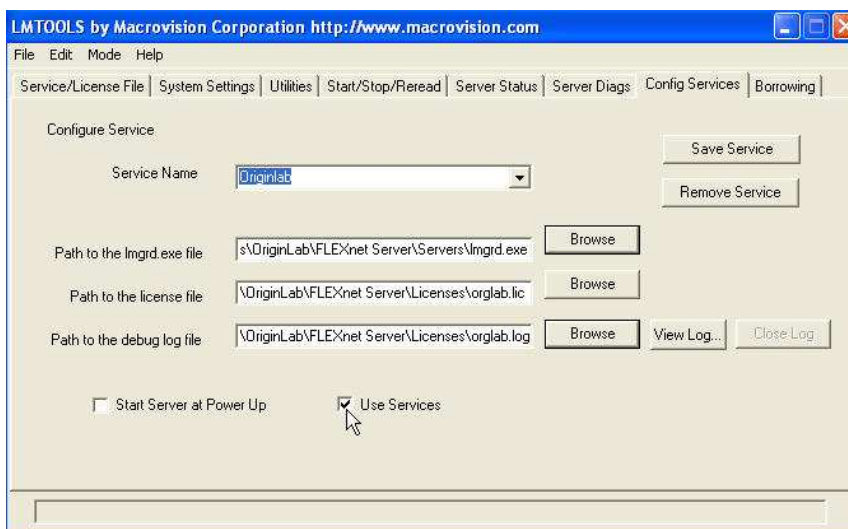 LMTOOLS by Macrovision Corporation http://www.macrovision.com
File Edit Mode Help
Service/License File System Settings Utilities Start/Stop/Reread Server Status Server Diags Config Services Borrowing
Configure Service
Save Service
Service Name Originlab
Remove Service
Path to the lmgrd.exe file s\OriginLab\FLEXnet Server\Servers\lmgrd.exe Browse
Path to the license file \OriginLab\FLEXnet Server\Licenses\orglab.lic Browse
Path to the debug log file \OriginLab\FLEXnet Server\Licenses\orglab.log Browse View Log... Close Log
Start Server at Power Up Use Services